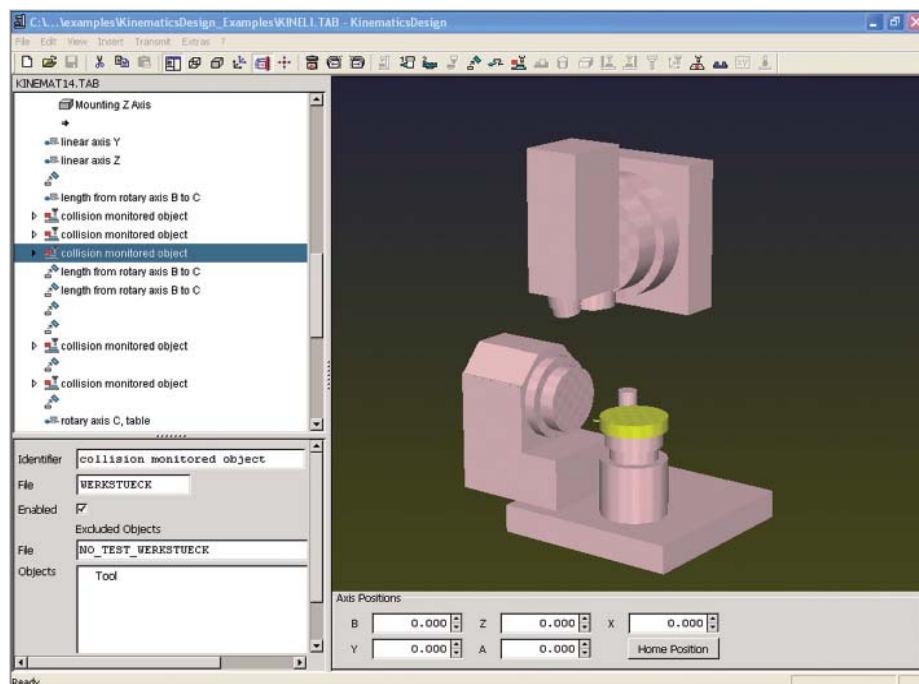 C:\...\examples\KinematicsDesign_Examples\KINELI.TAB - KinematicsDesign
File Edit View Insert Transmit Extras ?
KINEMAT14.TAB
Mounting Z Axis
linear axis Y
linear axis Z
length from rotary axis B to C
collision monitored object
collision monitored object
collision monitored object
length from rotary axis B to C
length from rotary axis B to C
collision monitored object
collision monitored object
rotary axis C, table
Identifier collision monitored object
File WERKSTUECK
Enabled
Excluded Objects
File NO_TEST_WERKSTUECK
Objects Tool
Axis Positions
B 0.000 Z 0.000 X 0.000
Y 0.000 A 0.000 Home Position
Ready